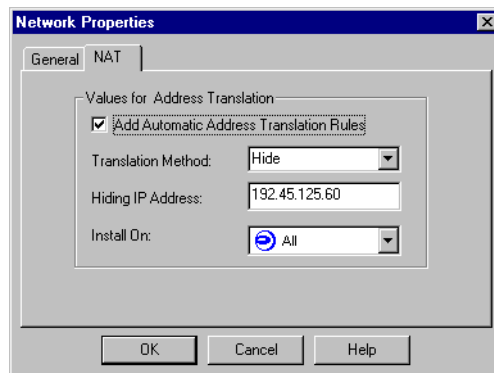 Network Properties
General NAT
Values for Address Translation
Add Automatic Address Translation Rules
Translation Method: Hide
Hiding IP Address: 192.45.125.60
Install On: All
OK Cancel Help